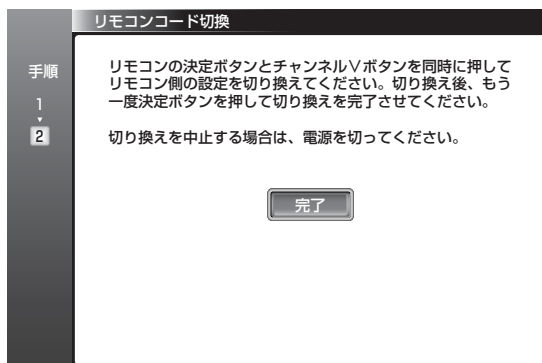 リモコンコード切換
手順
1
2
リモコンの決定ボタンとチャンネル∨ボタンを同時に押して
リモコン側の設定を切り換えてください。切り換え後、もう
一度決定ボタンを押して切り換えを完了させてください。
切り換えを中止する場合は、電源を切ってください。
完了